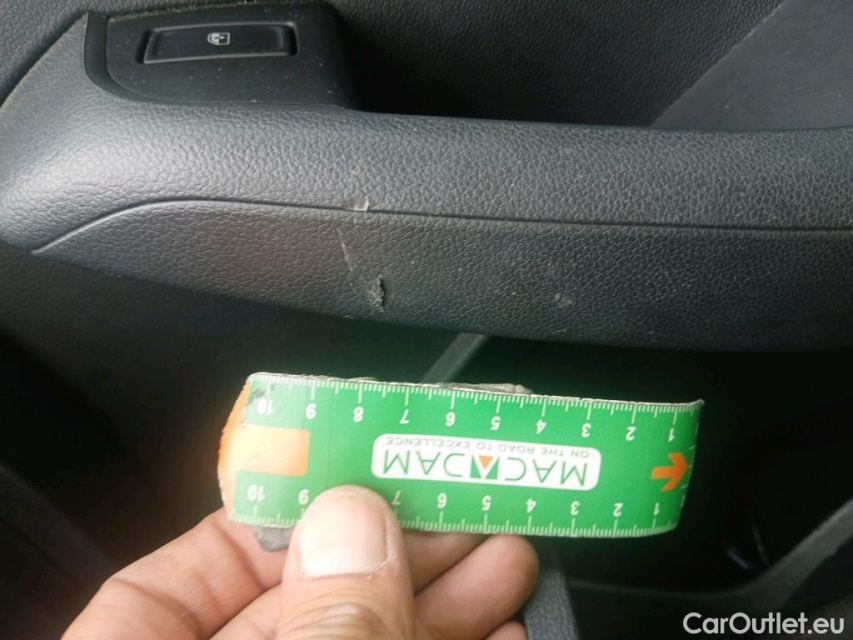 10 9 8 7 6 5 4 3 2 1
ON THE ROAD TO EXCELLENCE
MACADAM
10 9 7 6 5 4 3 2 1
CarOutlet.eu